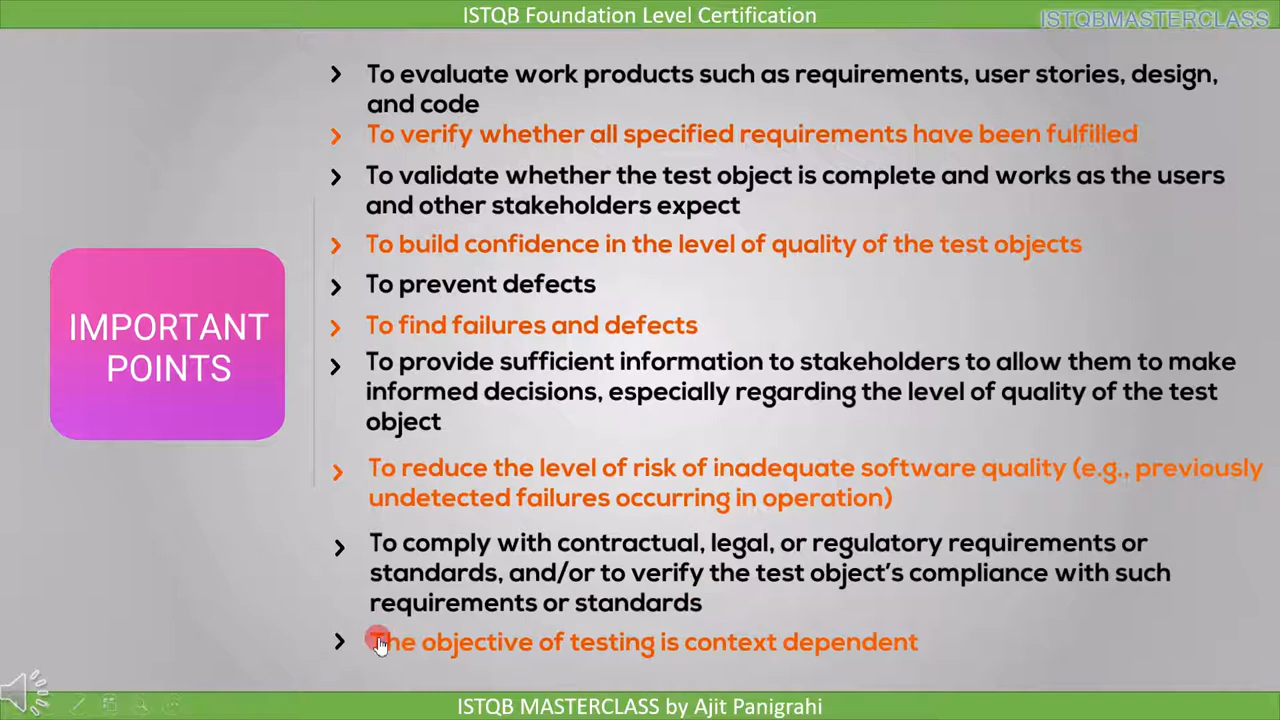 ISTQB Foundation Level Certification
ISTQBMASTERCLASS
To evaluate work products such as requirements, user stories, design,
and code
To verify whether all specified requirements have been fulfilled
To validate whether the test object is complete and works as the users
and other stakeholders expect
To build confidence in the level of quality of the test objects
To prevent defects
IMPORTANT
POINTS
To find failures and defects
To provide sufficient information to stakeholders to allow them to make
informed decisions, especially regarding the level of quality of the test
object
To reduce the level of risk of inadequate software quality (e.g., previously
undetected failures occurring in operation)
To comply with contractual, legal, or regulatory requirements or
standards, and/or to verify the test object's compliance with such
requirements or standards
The objective of testing is context dependent
ISTQB MASTERCLASS by Ajit Panigrahi